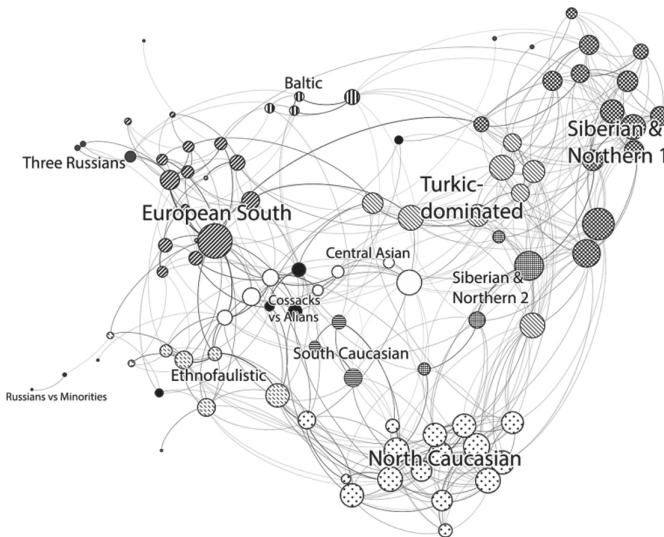 Baltic
Siberian &
Northern 1
Three Russians
Turkic-
dominated
European South
Central Asian
Siberian &
Northern 2
Cossacks
vs Alians
South Caucasian
Ethnofaulistic
Russians vs Minorities
North Caucasian